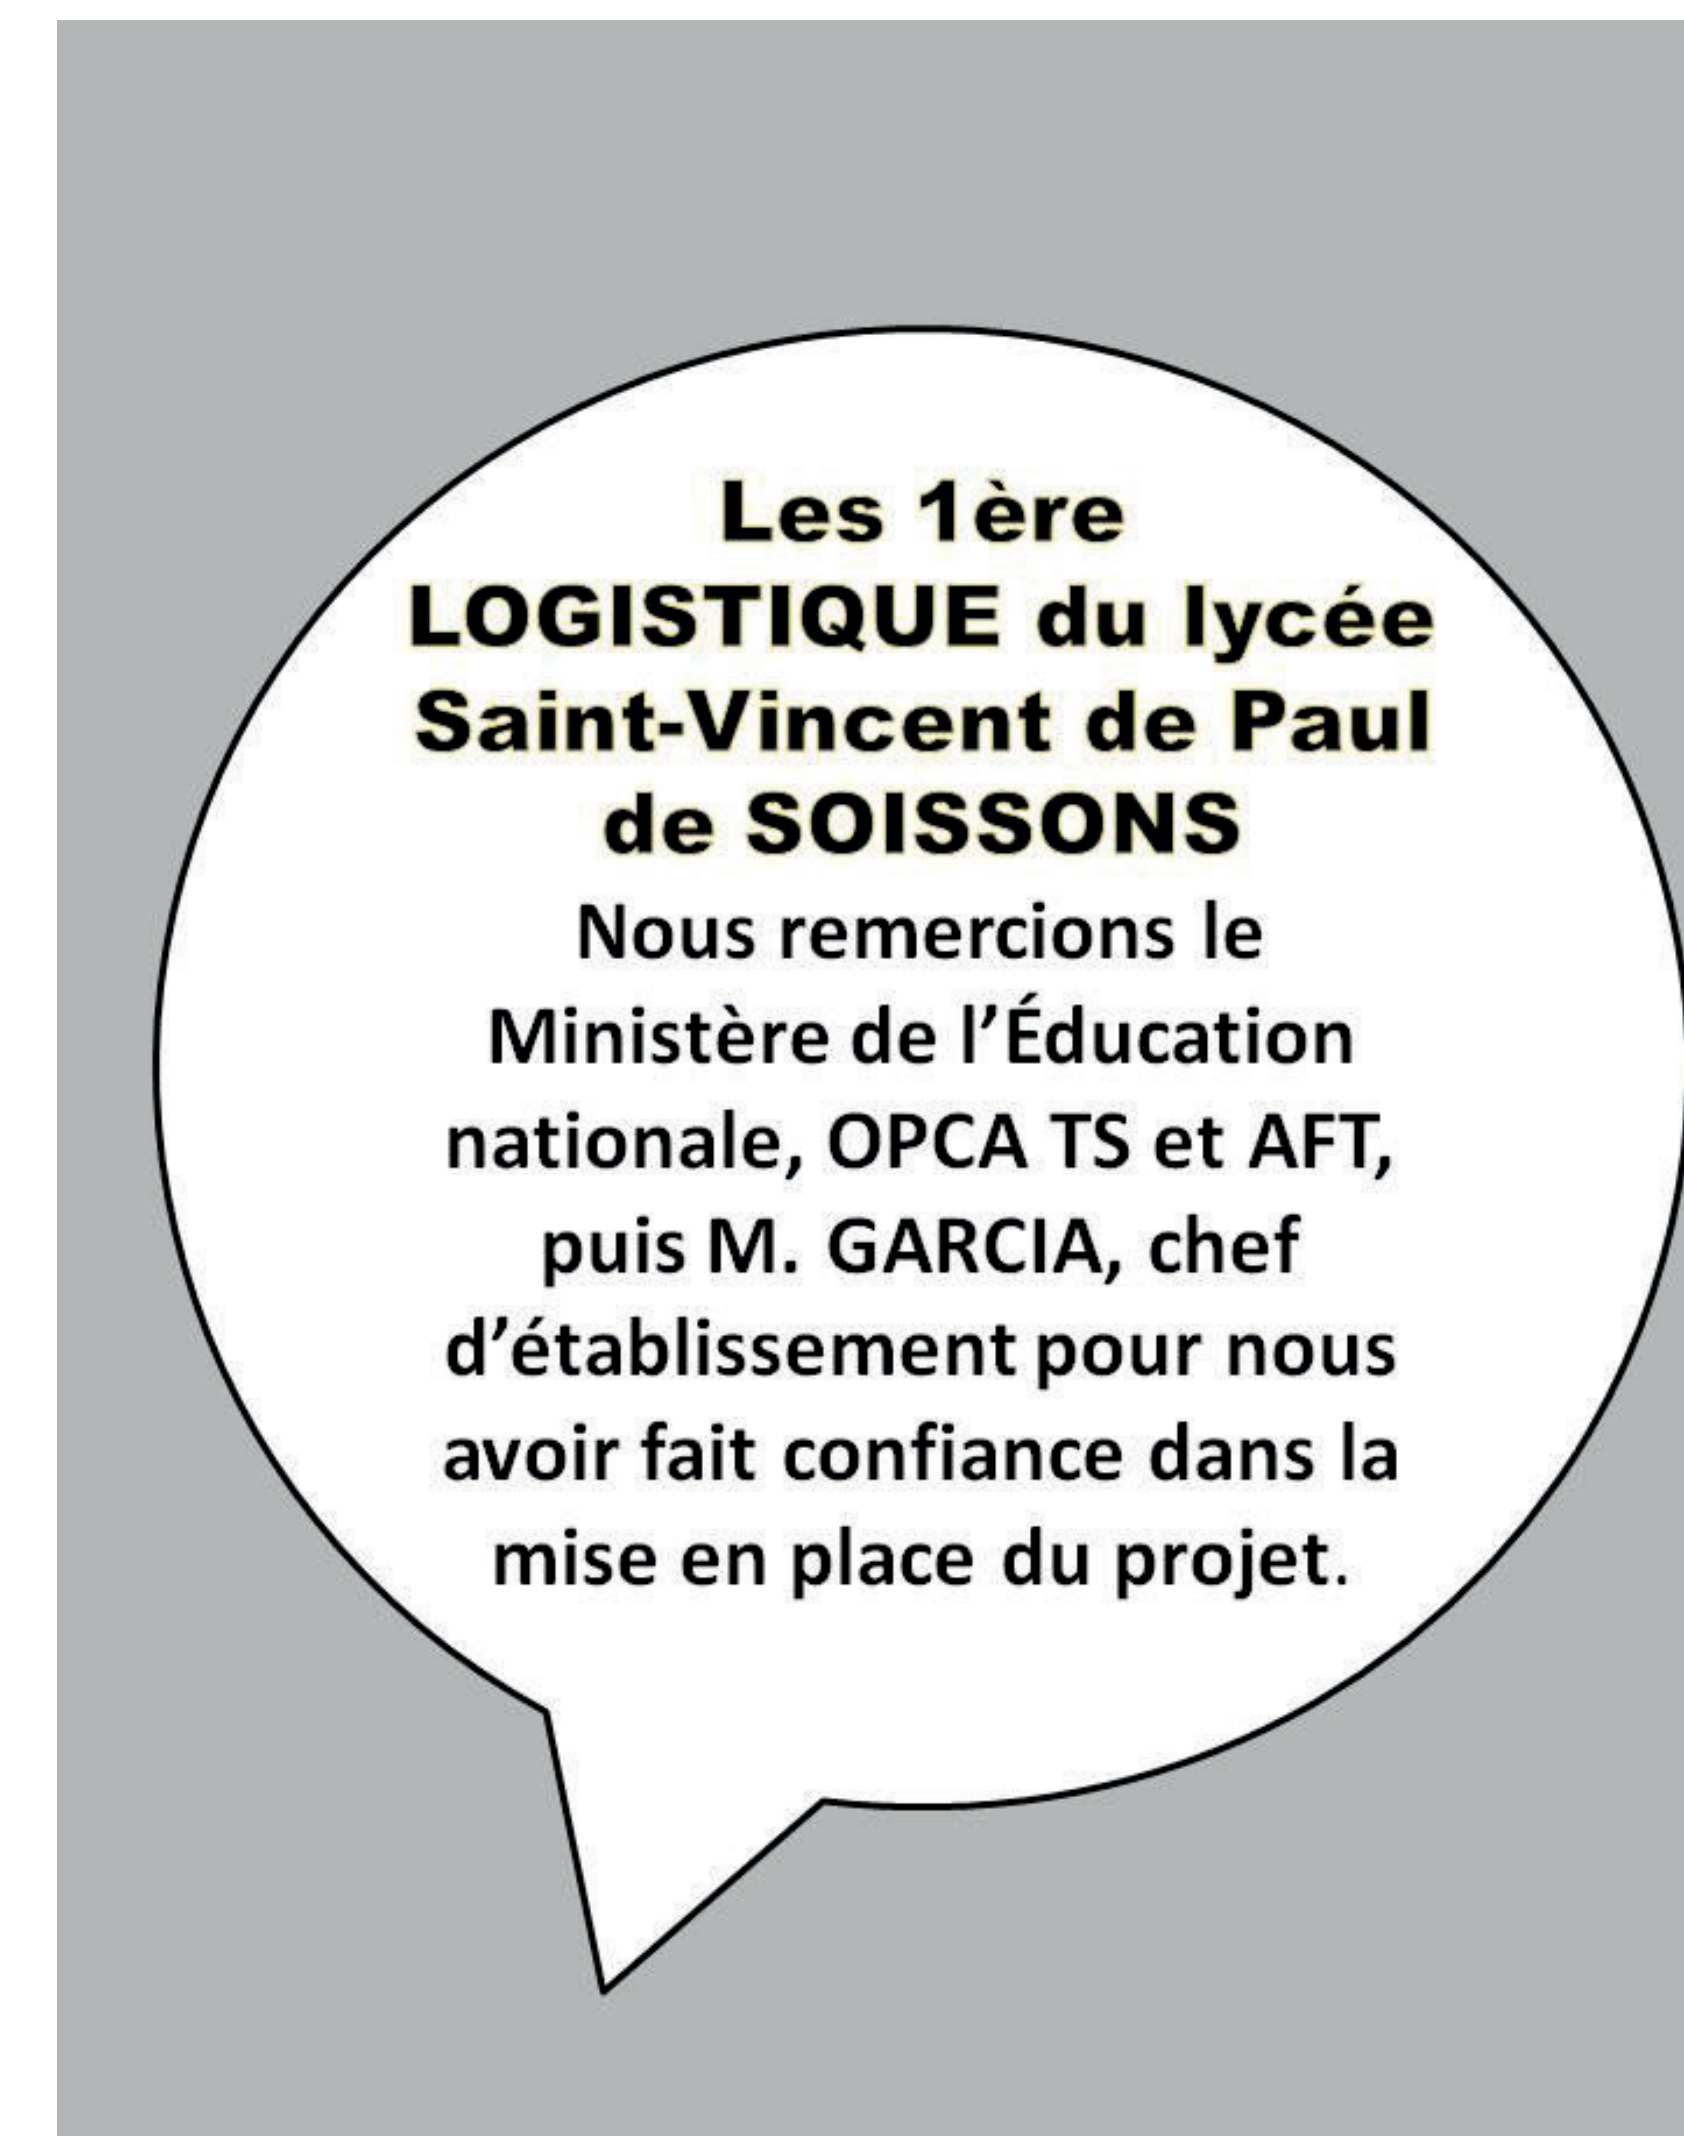 Les 1ère
LOGISTIQUE du lycée
Saint-Vincent de Paul
de SOISSONS
Nous remercions le
Ministère de l’Éducation
nationale, OPCA TS et AFT,
puis M. GARCIA, chef
d’établissement pour nous
avoir fait confiance dans la
mise en place du projet.